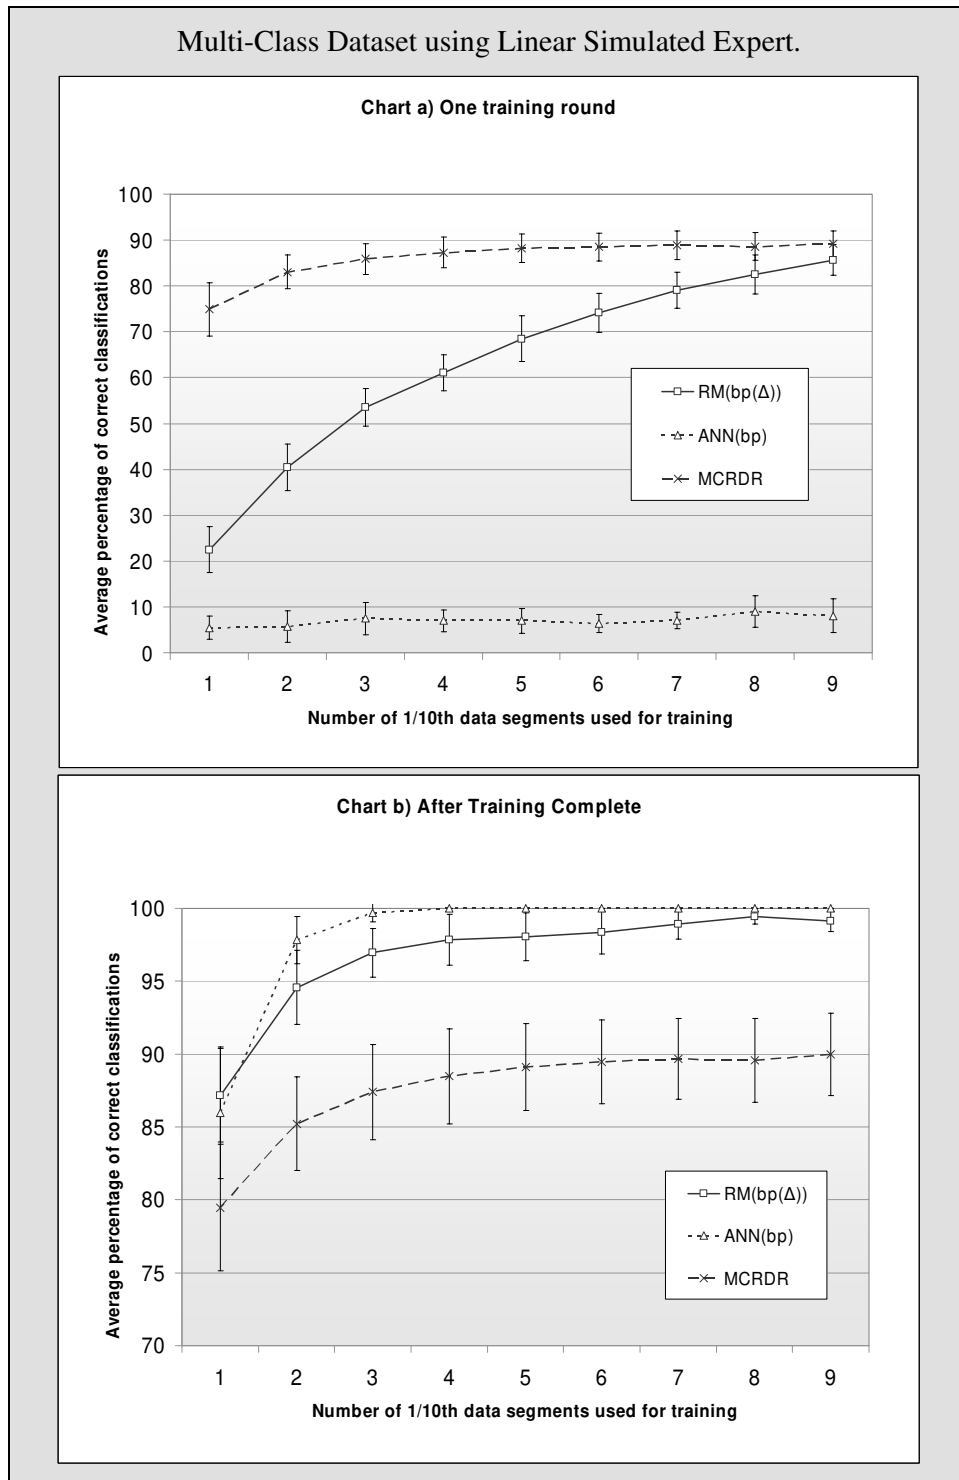 Multi-Class Dataset using Linear Simulated Expert.
Chart a) One training round
Average percentage of correct classifications
100
90
80
70
60
50
40
30
20
10
0
RM(bp(Δ))
ANN(bp)
MCRDR
1 2 3 4 5 6 7 8 9
Number of 1/10th data segments used for training
Chart b) After Training Complete
Average percentage of correct classifications
100
95
90
85
80
75
70
RM(bp(Δ))
ANN(bp)
MCRDR
1 2 3 4 5 6 7 8 9
Number of 1/10th data segments used for training